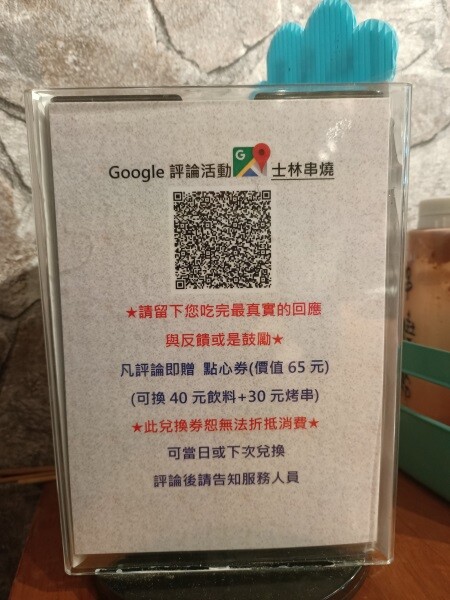 Google 評論活動 G 士林串燒
★請留下您吃完最真實的回應
與反饋或是鼓勵★
凡評論即贈 點心券(價值 65 元)
(可換 40 元飲料+30 元烤串)
★此兌換券恕無法折抵消費★
可當日或下次兌換
評論後請告知服務人員